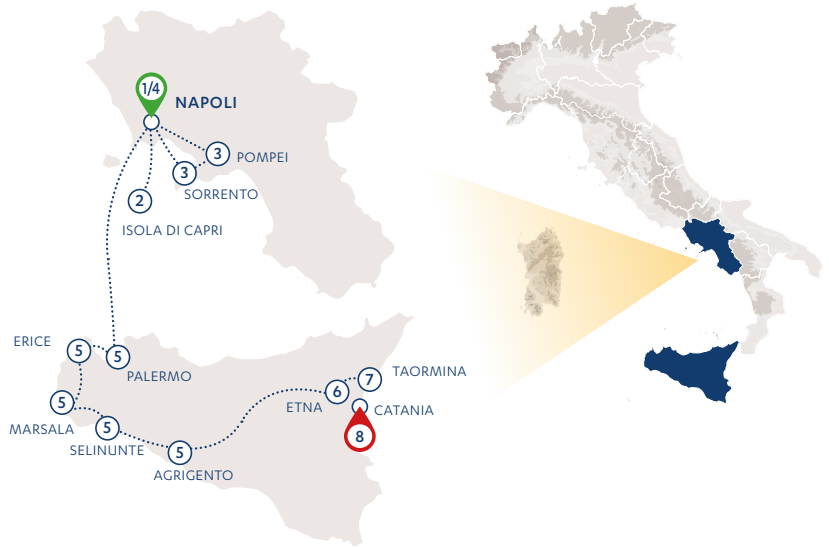 1/4
NAPOLI
3
POMPEI
3
SORRENTO
2
ISOLA DI CAPRI
ERICE
5
5
PALERMO
7
TAORMINA
6
ETNA
CATANIA
5
MARSALA
5
SELINUNTE
8
5
AGRIGENTO